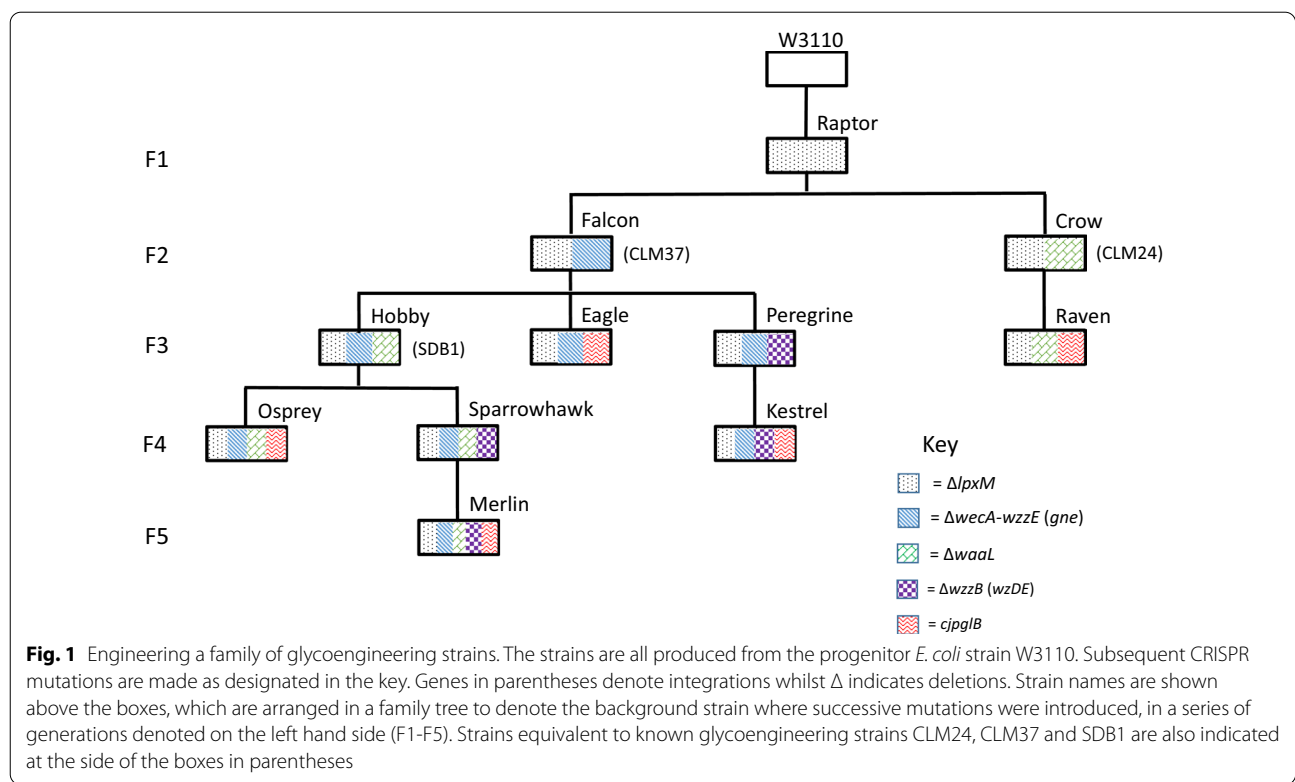 W3110
Raptor
F1
Falcon
Crow
F2
(CLM37)
(CLM24)
Hobby
Eagle
Peregrine
Raven
F3
(SDB1)
Osprey
Sparrowhawk
Kestrel
F4
Key
= ΔlpxM
Merlin
= ΔwecA-wzzE (gne)
F5
= ΔwaaL
= ΔwzzB (wzDE)
= cjpglB
Fig. 1 Engineering a family of glycoengineering strains. The strains are all produced from the progenitor E. coli strain W3110. Subsequent CRISPR
mutations are made as designated in the key. Genes in parentheses denote integrations whilst Δ indicates deletions. Strain names are shown
above the boxes, which are arranged in a family tree to denote the background strain where successive mutations were introduced, in a series of
generations denoted on the left hand side (F1-F5). Strains equivalent to known glycoengineering strains CLM24, CLM37 and SDB1 are also indicated
at the side of the boxes in parentheses